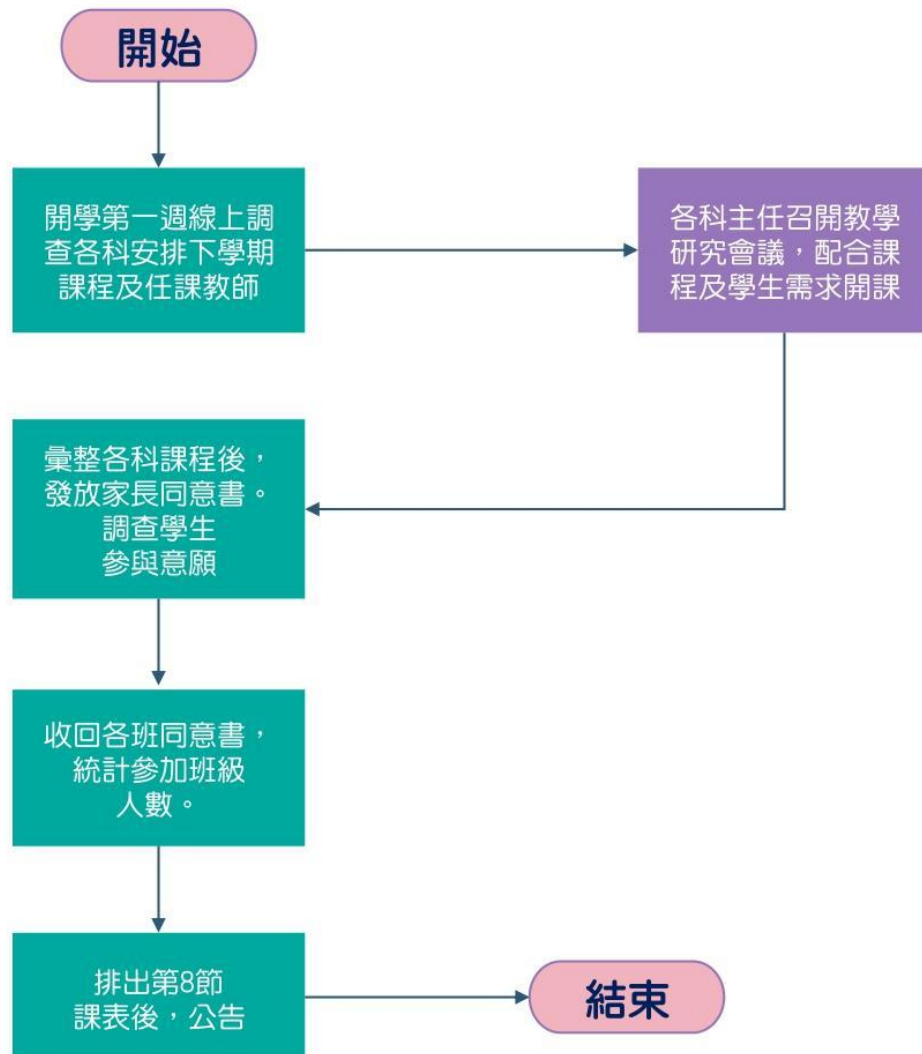 開始
開學第一週線上調
查各科安排下學期
課程及任課教師
各科主任召開教學
研究會議，配合課
程及學生需求開課
彙整各科課程後，
發放家長同意書。
調查學生
參與意願
收回各班同意書，
統計參加班級
人數。
排出第8節
課表後，公告
結束